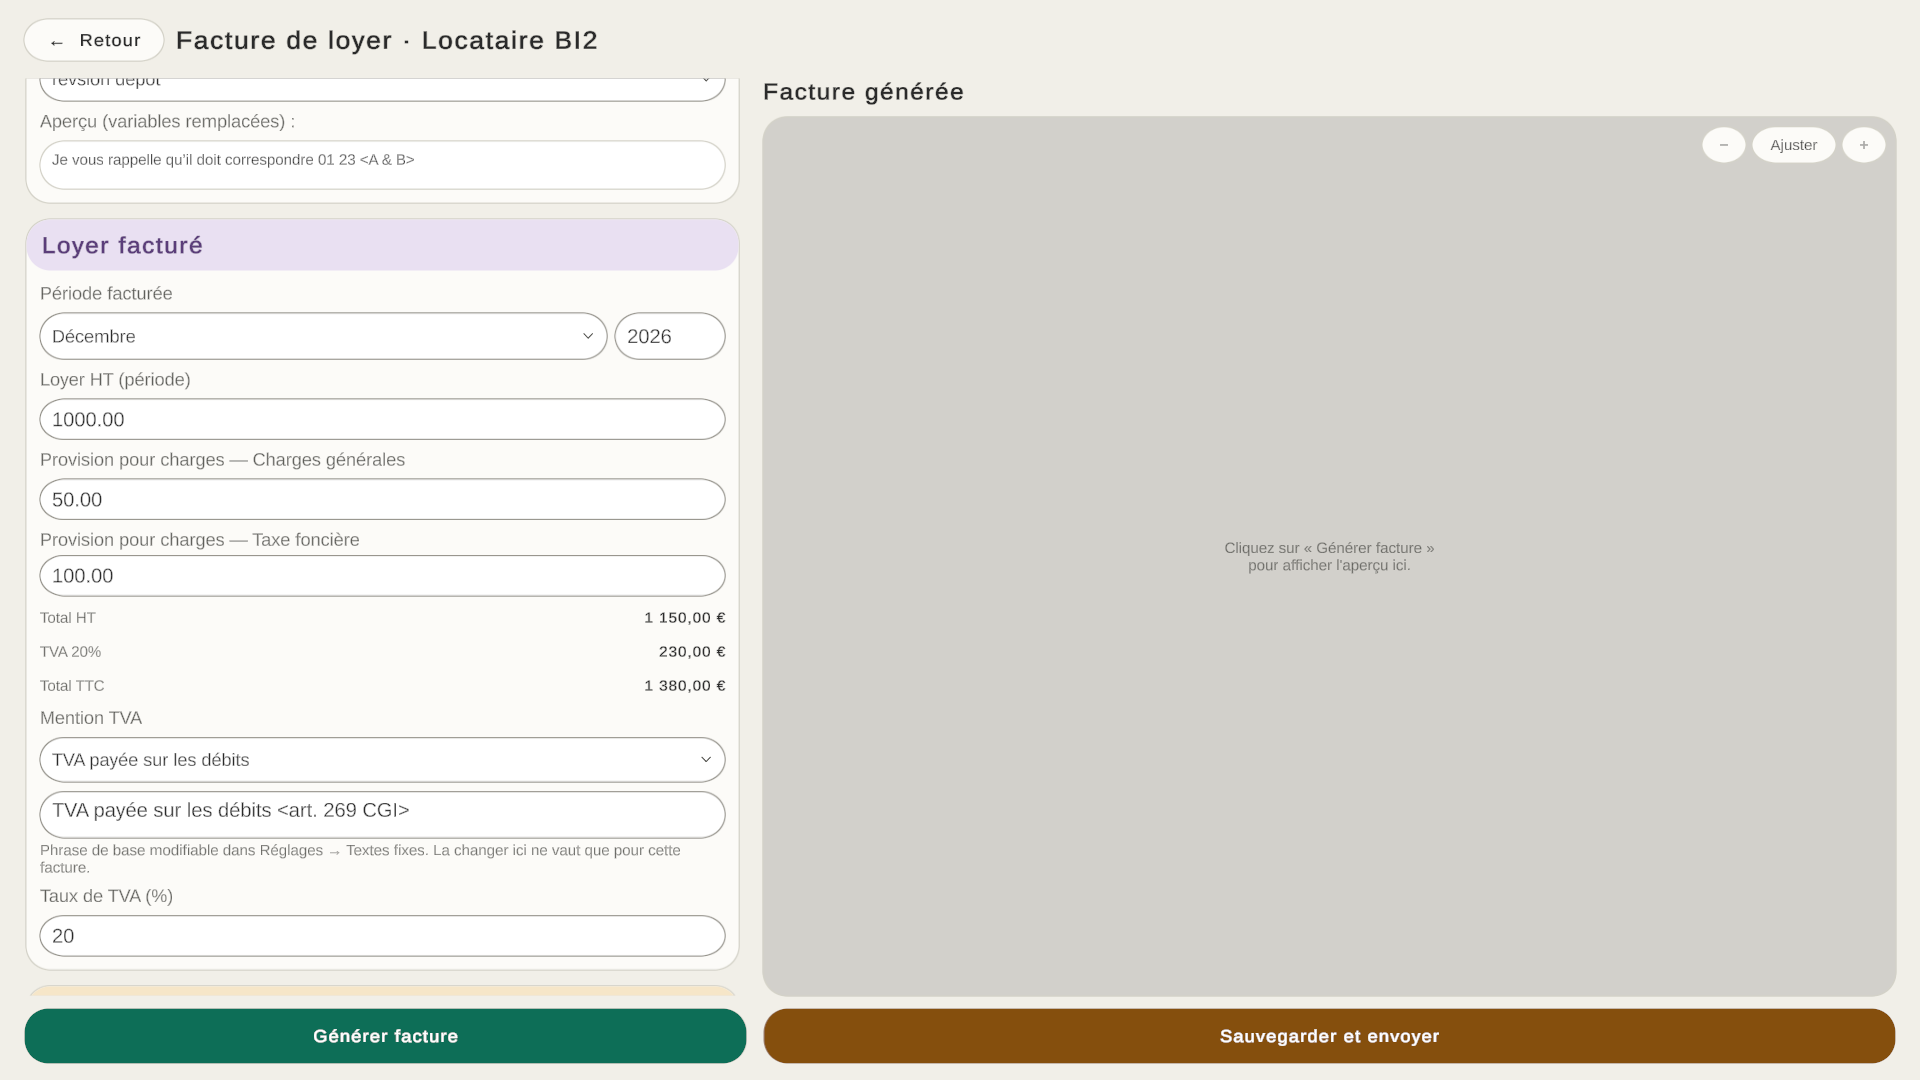 ← Retour
Facture de loyer · Locataire BI2
revsion depot
Aperçu (variables remplacées) :
Je vous rappelle qu’il doit correspondre 01 23 <A & B>
Loyer facturé
Période facturée
Décembre
2026
Loyer HT (période)
1000.00
Provision pour charges — Charges générales
50.00
Provision pour charges — Taxe foncière
100.00
Total HT
1 150,00 €
TVA 20%
230,00 €
Total TTC
1 380,00 €
Mention TVA
TVA payée sur les débits
TVA payée sur les débits <art. 269 CGI>
Phrase de base modifiable dans Réglages → Textes fixes. La changer ici ne vaut que pour cette
facture.
Taux de TVA (%)
20
Générer facture
Facture générée
−
Ajuster
+
Cliquez sur « Générer facture »
pour afficher l'aperçu ici.
Sauvegarder et envoyer